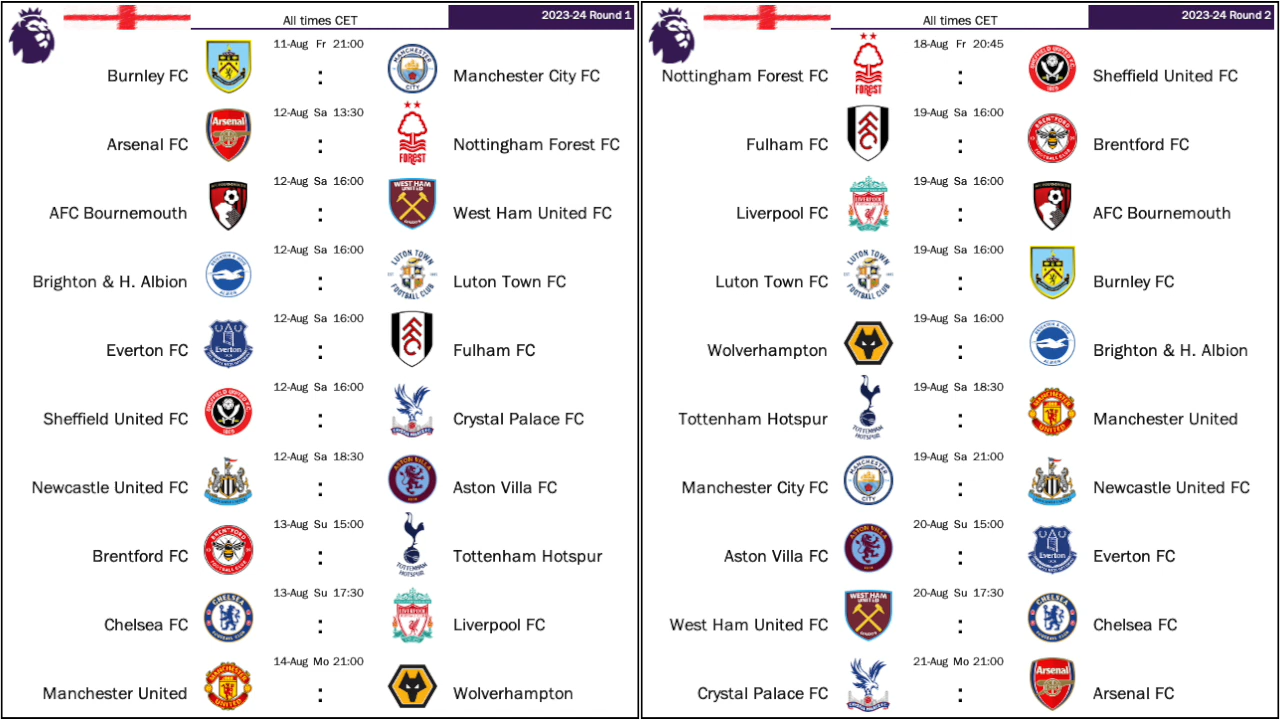 All times CET
2023-24 Round 1
11-Aug Fr 21:00
Burnley FC : Manchester City FC
12-Aug Sa 13:30
Arsenal FC : Nottingham Forest FC
12-Aug Sa 16:00
AFC Bournemouth : West Ham United FC
12-Aug Sa 16:00
Brighton & H. Albion : Luton Town FC
12-Aug Sa 16:00
Everton FC : Fulham FC
12-Aug Sa 16:00
Sheffield United FC : Crystal Palace FC
12-Aug Sa 18:30
Newcastle United FC : Aston Villa FC
13-Aug Su 15:00
Brentford FC : Tottenham Hotspur
13-Aug Su 17:30
Chelsea FC : Liverpool FC
14-Aug Mo 21:00
Manchester United : Wolverhampton
All times CET
2023-24 Round 2
18-Aug Fr 20:45
Nottingham Forest FC : Sheffield United FC
19-Aug Sa 16:00
Fulham FC : Brentford FC
19-Aug Sa 16:00
Liverpool FC : AFC Bournemouth
19-Aug Sa 16:00
Luton Town FC : Burnley FC
19-Aug Sa 16:00
Wolverhampton : Brighton & H. Albion
19-Aug Sa 18:30
Tottenham Hotspur : Manchester United
19-Aug Sa 21:00
Manchester City FC : Newcastle United FC
20-Aug Su 15:00
Aston Villa FC : Everton FC
20-Aug Su 17:30
West Ham United FC : Chelsea FC
21-Aug Mo 21:00
Crystal Palace FC : Arsenal FC